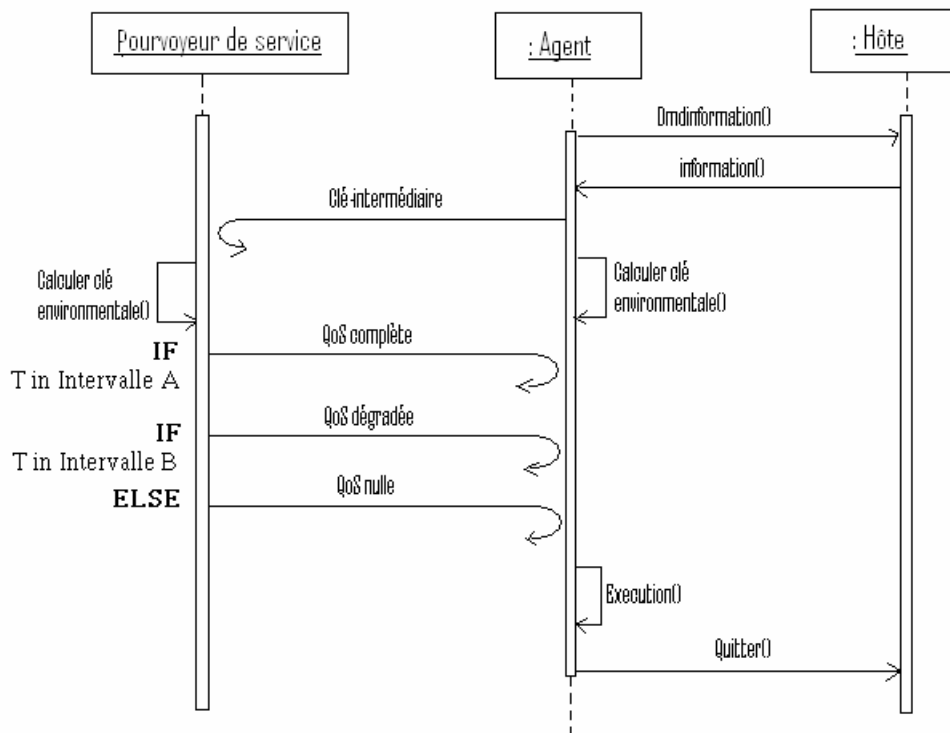 Pourvoyeur de service
: Agent
: Hôte
Dmdinformation()
information()
Clé-intermédiaire
Calculer clé
environmentale()
Calculer clé
environmentale()
QoS complète
IF
T in Intervalle A
QoS dégradée
IF
T in Intervalle B
QoS nulle
ELSE
Execution()
Quitter()